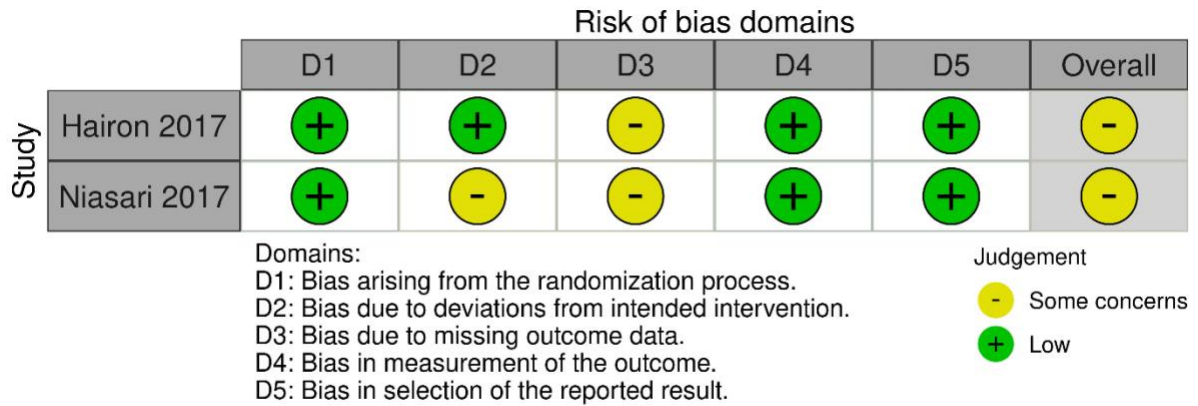 Risk of bias domains
D1 D2 D3 D4 D5 Overall
Study
Hairon 2017 + + - + + -
Niasari 2017 + - - + + -
Domains:
D1: Bias arising from the randomization process.
D2: Bias due to deviations from intended intervention.
D3: Bias due to missing outcome data.
D4: Bias in measurement of the outcome.
D5: Bias in selection of the reported result.
Judgement
- Some concerns
+ Low